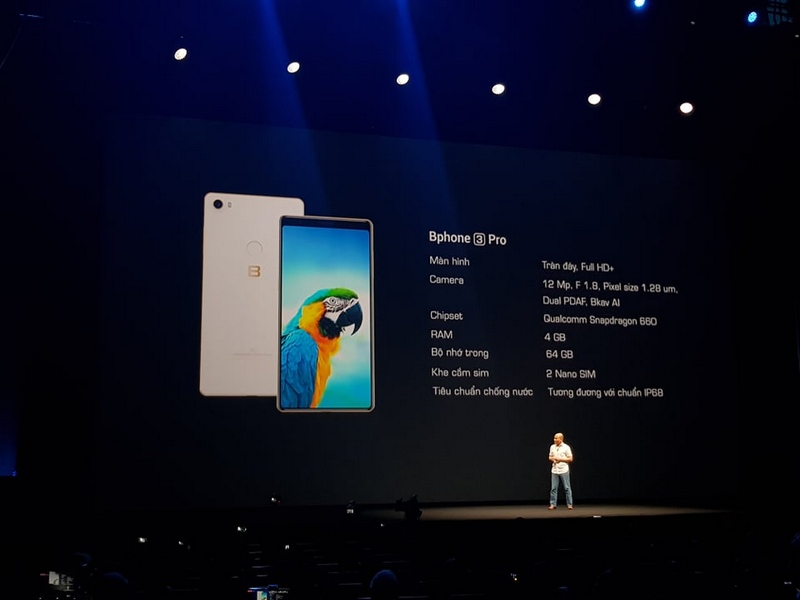 B
Bphone 3 Pro
Màn hình Tràn đáy, Full HD+
Camera 12 Mp, F 1.8, Pixel size 1.28 um,
Dual PDAF, Bkav AI
Chipset Qualcomm Snapdragon 660
RAM 4 GB
Bộ nhớ trong 64 GB
Khe cắm sim 2 Nano SIM
Tiêu chuẩn chống nước Tương đương với chuẩn IP68